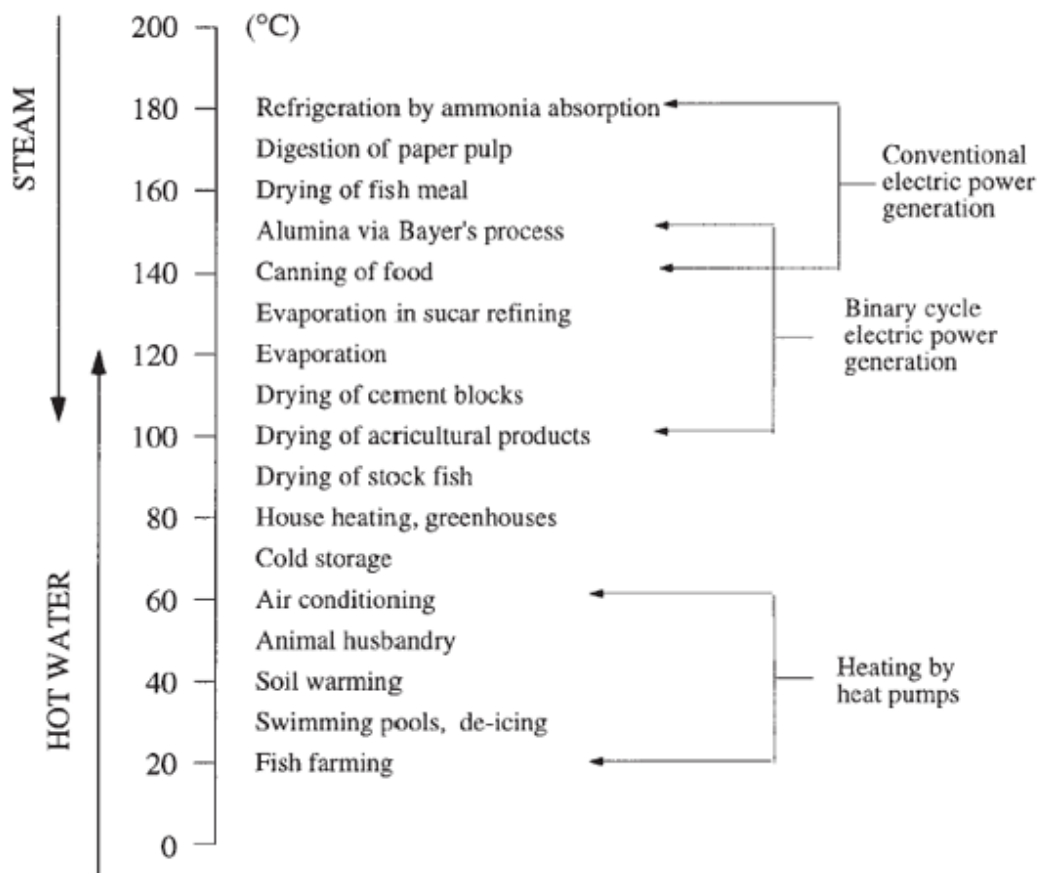 200 (°C)
180 Refrigeration by ammonia absorption
Digestion of paper pulp
160 Drying of fish meal
Alumina via Bayer's process
140 Canning of food
Evaporation in sucar refining
120 Evaporation
Drying of cement blocks
100 Drying of acricultural products
Drying of stock fish
80 House heating, greenhouses
Cold storage
60 Air conditioning
Animal husbandry
40 Soil warming
Swimming pools, de-icing
20 Fish farming
0
STEAM
HOT WATER
Conventional
electric power
generation
Binary cycle
electric power
generation
Heating by
heat pumps